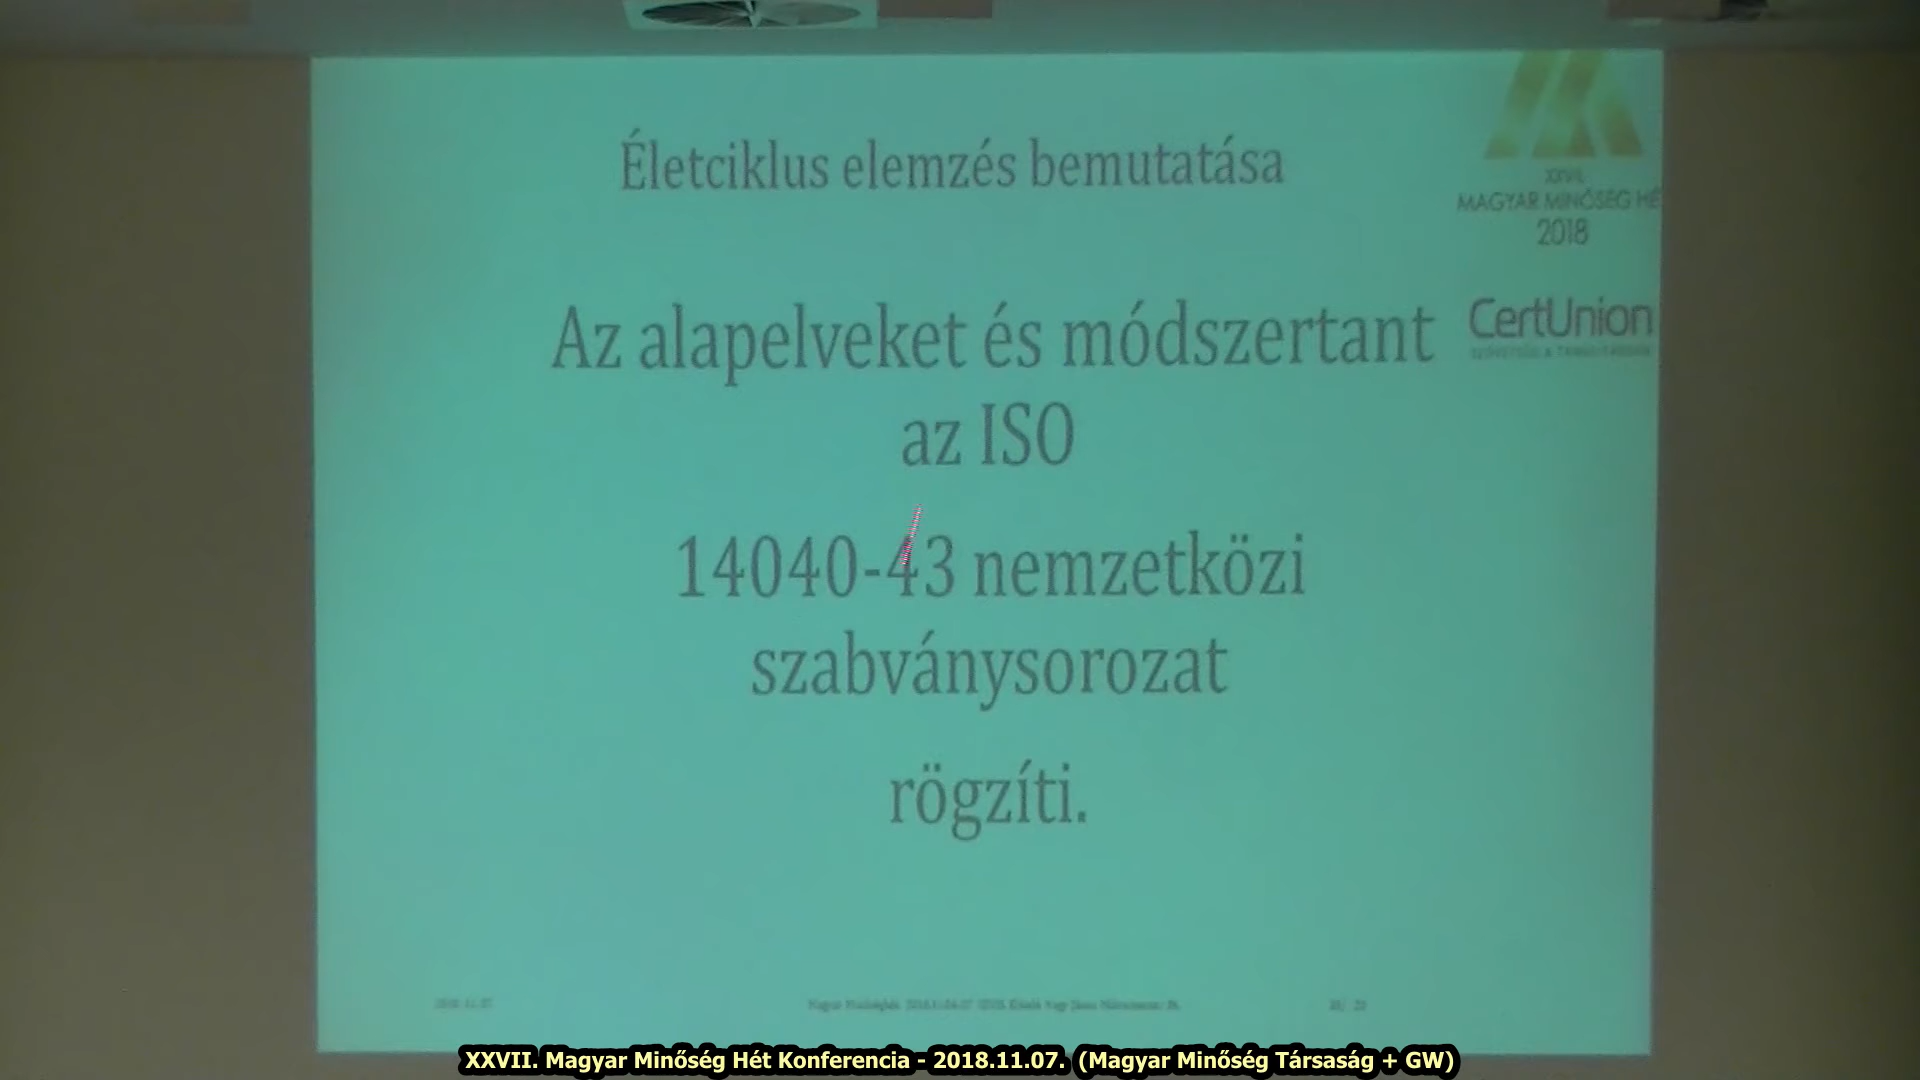 Életciklus elemzés bemutatása
XXVII.
MAGYAR MINŐSÉG HÉ
2018
CertUnion
Az alapelveket és módszertant
az ISO
14040-43 nemzetközi
szabványsorozat
rögzíti.
XXVII. Magyar Minőség Hét Konferencia - 2018.11.07. (Magyar Minőség Társaság + GW)